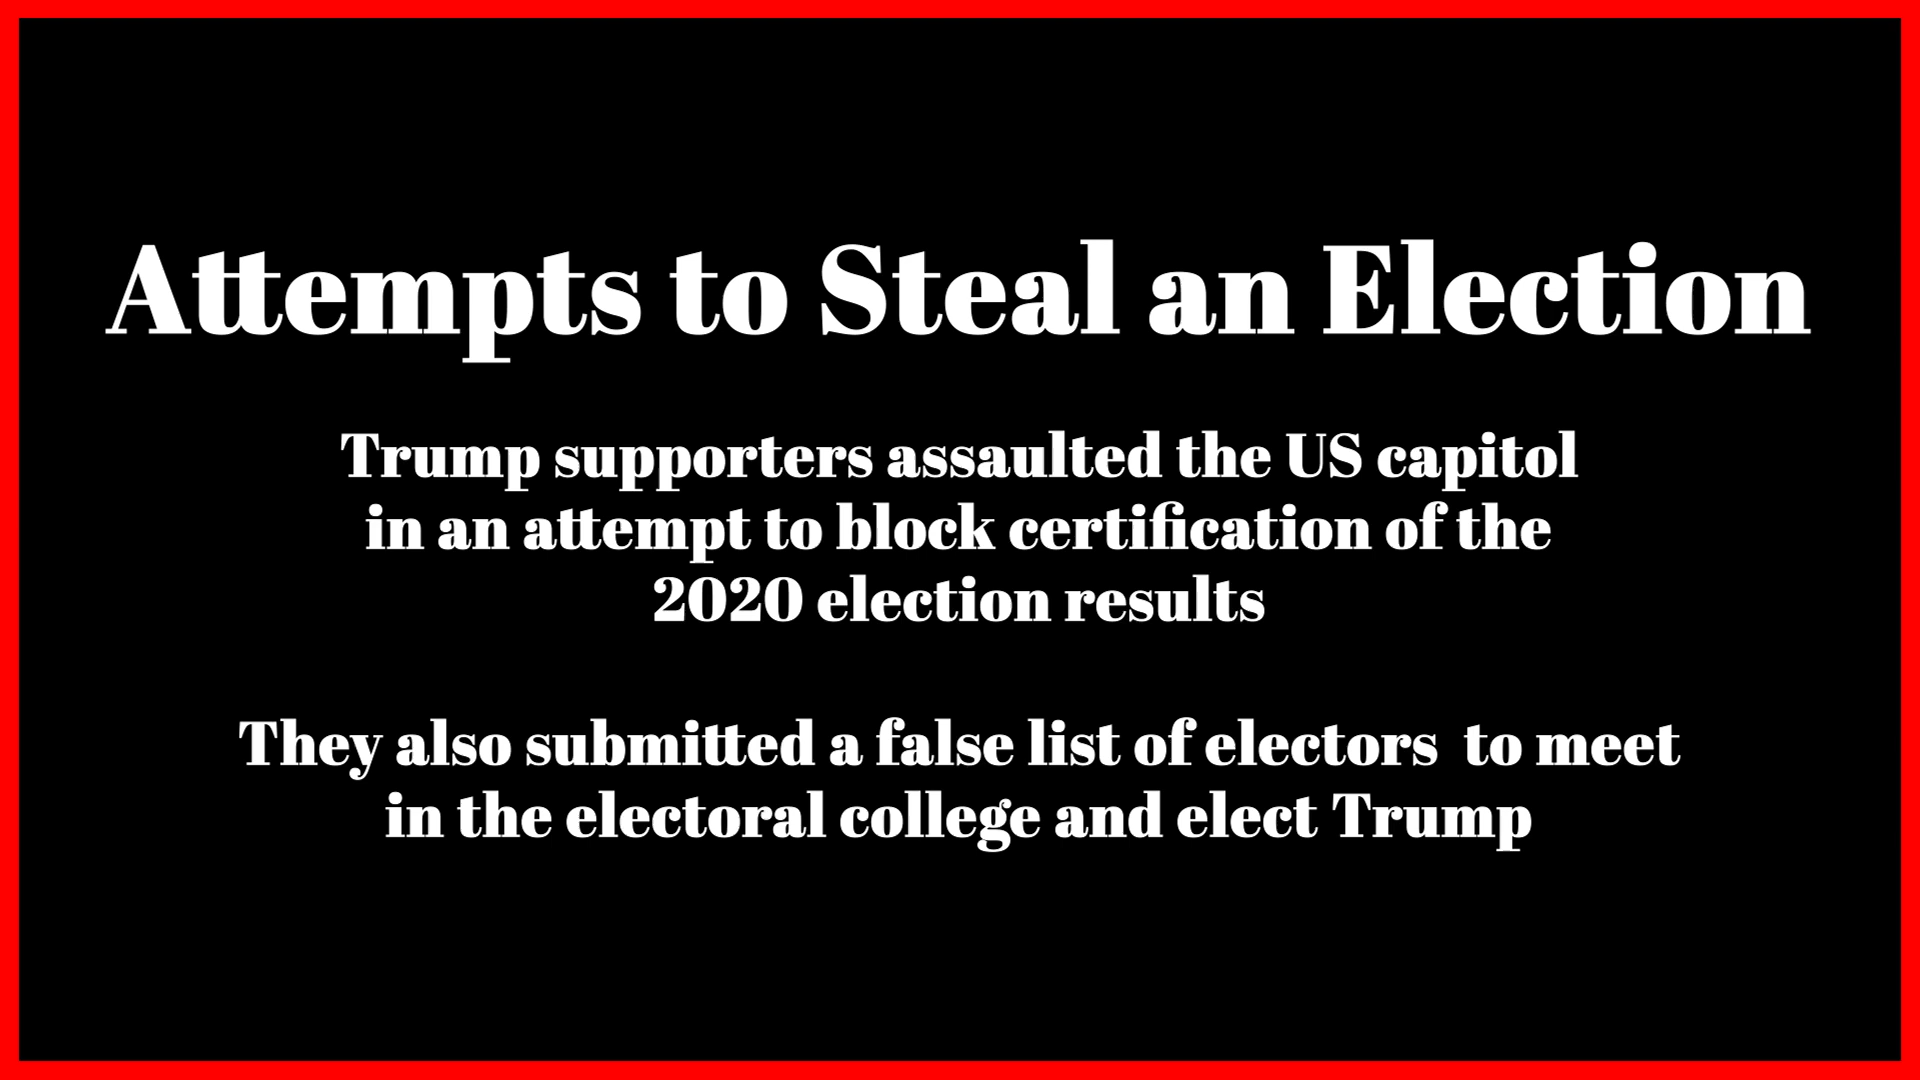 Attempts to Steal an Election
Trump supporters assaulted the US capitol
in an attempt to block certification of the
2020 election results
They also submitted a false list of electors  to meet
in the electoral college and elect Trump